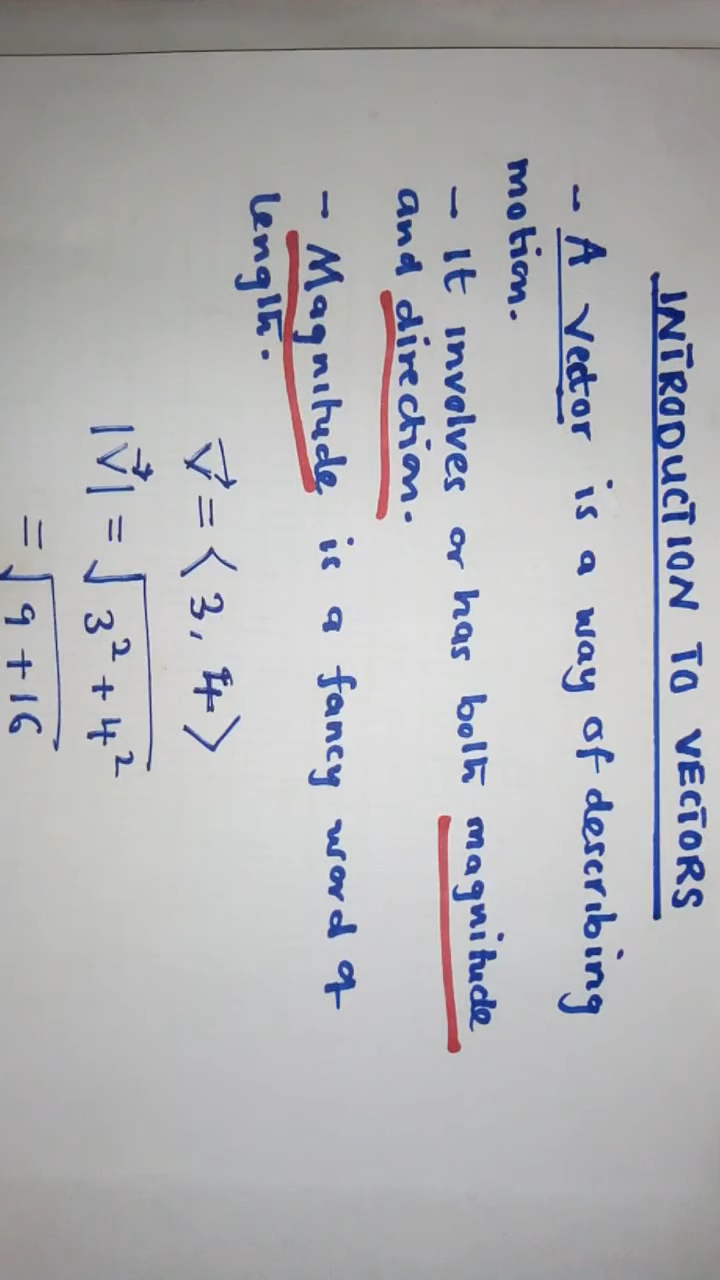 INTRODUCTION TO VECTORS
- A vector is a way of describing
motion.
- It involves or has both magnitude
and direction.
- Magnitude is a fancy word of
length.
V⃗ = ⟨3, 4⟩
|V⃗| = √(3² + 4²)
= √(9 + 16)